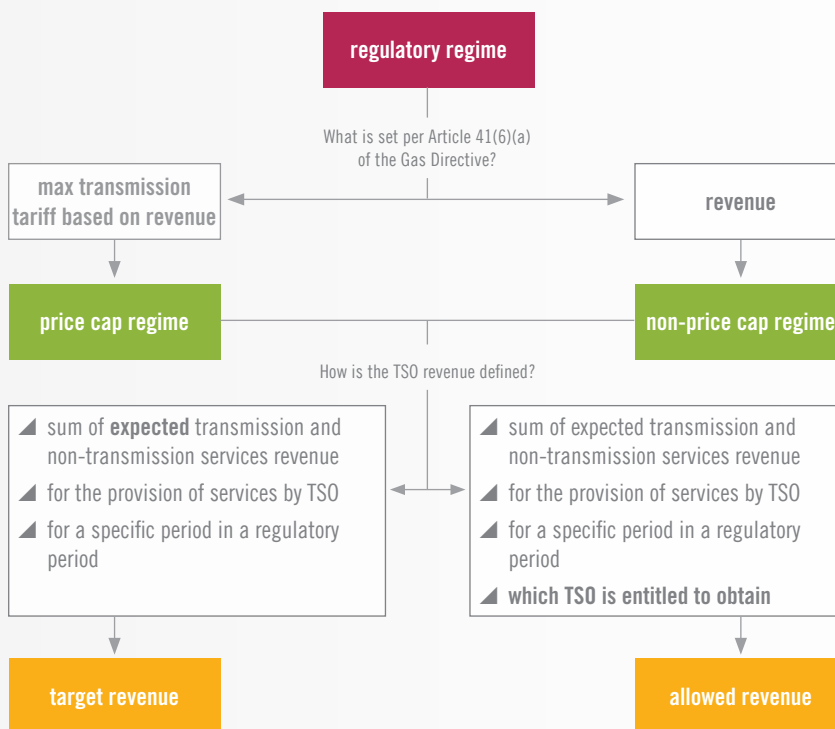 regulatory regime
What is set per Article 41(6)(a)
of the Gas Directive?
max transmission
tariff based on revenue
revenue
price cap regime
non-price cap regime
How is the TSO revenue defined?
sum of expected transmission and
non-transmission services revenue
for the provision of services by TSO
for a specific period in a regulatory
period
sum of expected transmission and
non-transmission services revenue
for the provision of services by TSO
for a specific period in a regulatory
period
which TSO is entitled to obtain
target revenue
allowed revenue